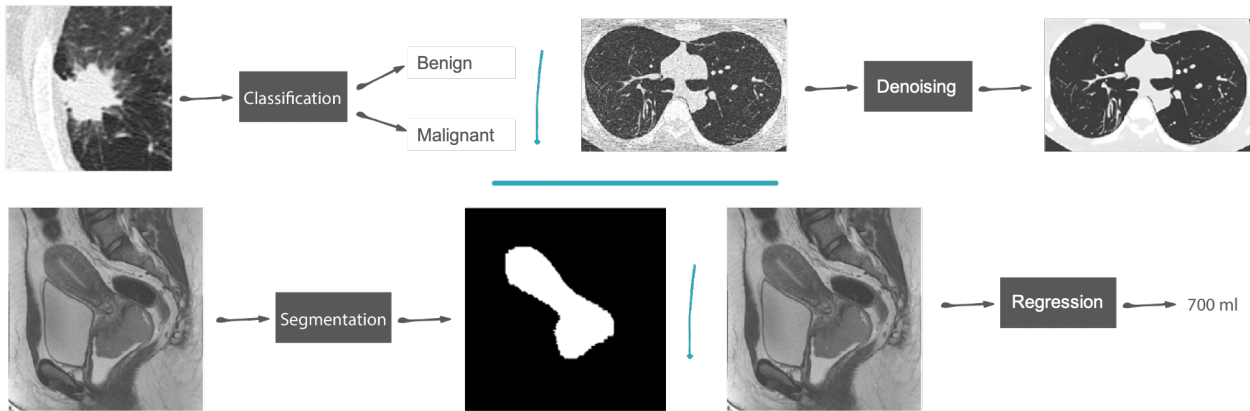 Classification
Benign
Malignant
Denoising
Segmentation
Regression
700 ml